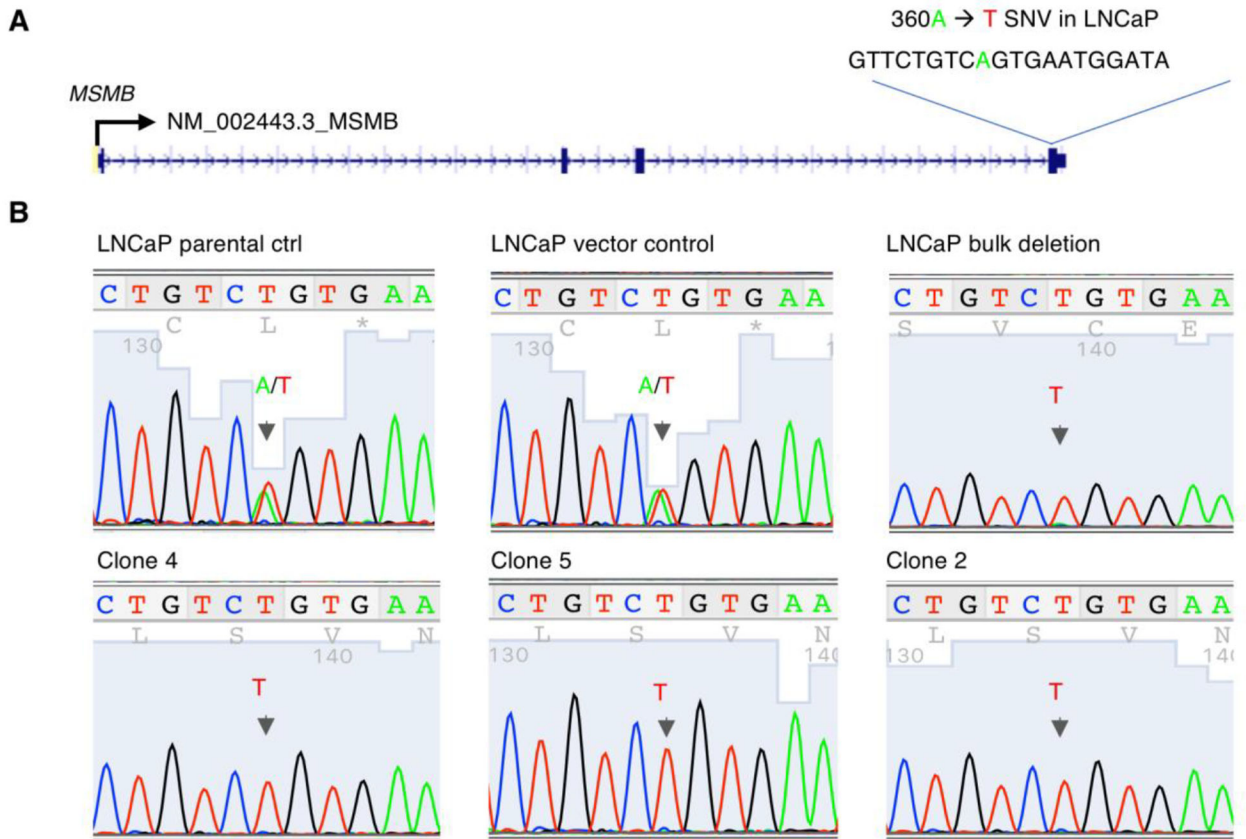 A
360A → T SNV in LNCaP
GTTCTGTCAGTGAATGGATA
MSMB
NM_002443.3_MSMB
B
LNCaP parental ctrl
CTGTCTGTGAA
C L *
130
A/T
LNCaP vector control
CTGTCTGTGAA
C L *
130
A/T
LNCaP bulk deletion
CTGTCTGTGAA
S V C E
140
T
Clone 4
CTGTCTGTGAA
L S V N
140
T
Clone 5
CTGTCTGTGAA
L S V N
130 140
T
Clone 2
CTGTCTGTGAA
L S V N
130 140
T